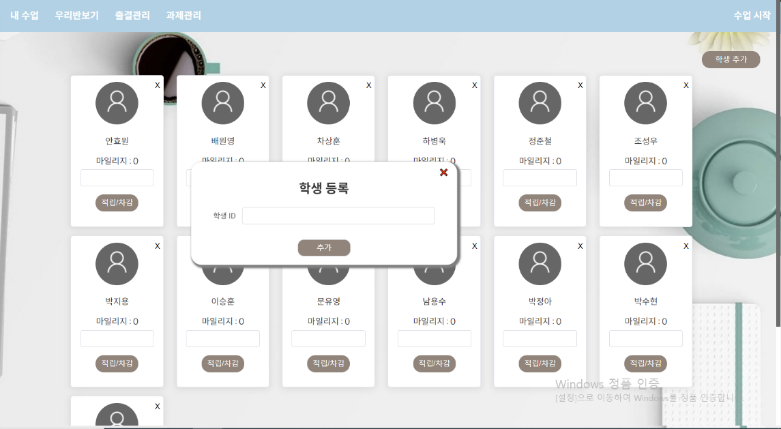 내 수업 우리반보기 출결관리 과제관리 수업 시작
학생 추가
X X X X X X
안효원 배원영 차상훈 하병욱 정준철 조성우
마일리지 : 0 마일리지 : 0 마일리지 : 0 마일리지 : 0 마일리지 : 0 마일리지 : 0
학생 등록
적립/차감 적립/차감 적립/차감
학생 ID
추가
X X X
박지용 이승훈 문유영 남용수 박정아 박수현
마일리지 : 0 마일리지 : 0 마일리지 : 0 마일리지 : 0 마일리지 : 0 마일리지 : 0
적립/차감 적립/차감 적립/차감 적립/차감 적립/차감 적립/차감
Windows 정품 인증
[설정]으로 이동하여 Windows를 정품 인증합니다.
X